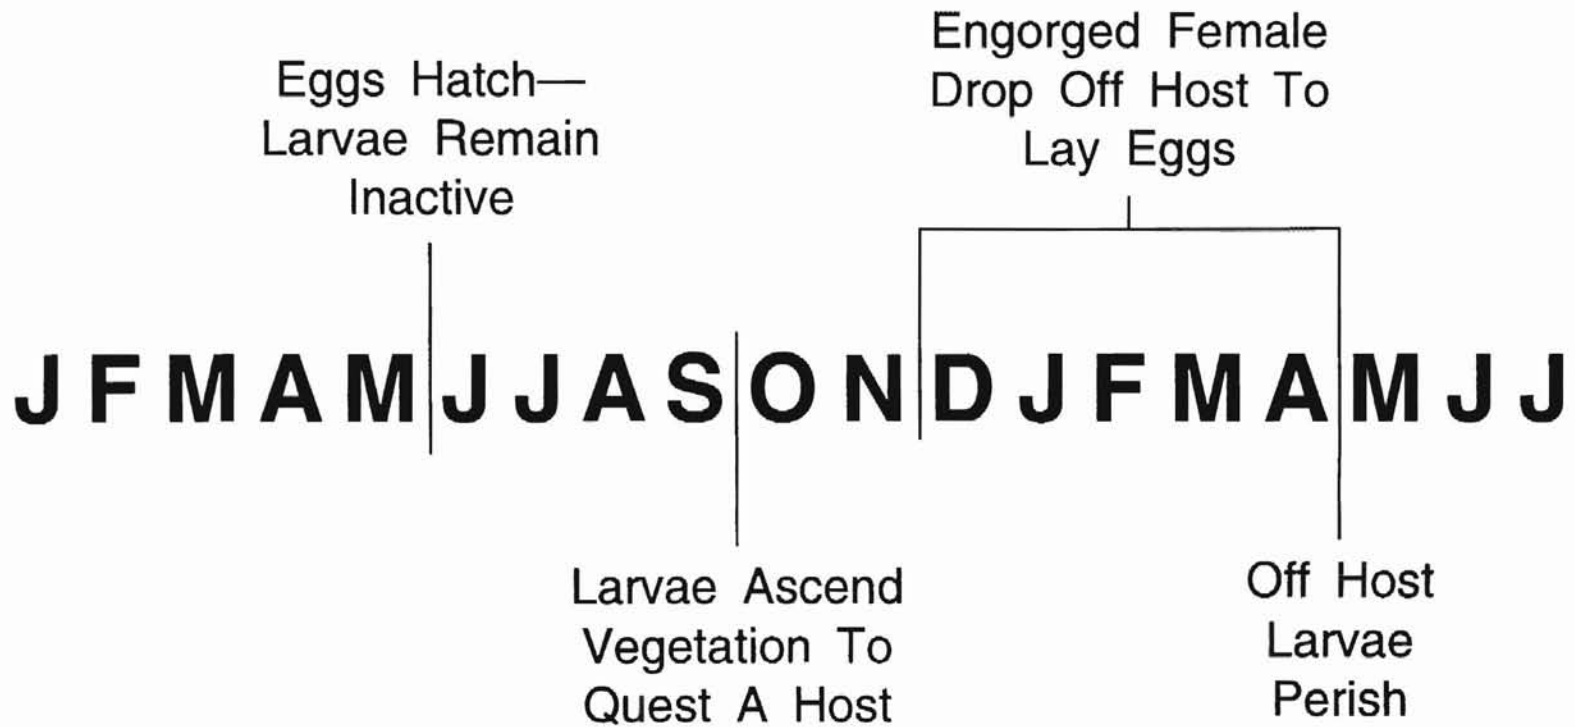 Eggs Hatch—
Larvae Remain
Inactive
Engorged Female
Drop Off Host To
Lay Eggs
J F M A M J J A S O N D J F M A M J J
Larvae Ascend
Vegetation To
Quest A Host
Off Host
Larvae
Perish